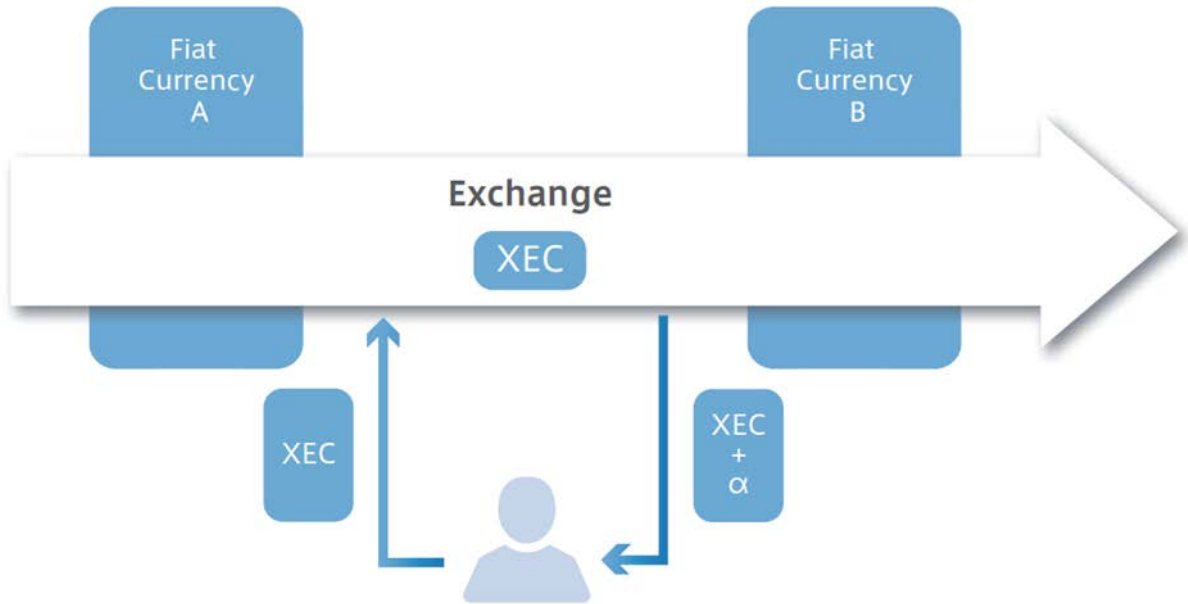 Fiat
Currency
A
Fiat
Currency
B
Exchange
XEC
XEC
XEC
+
α